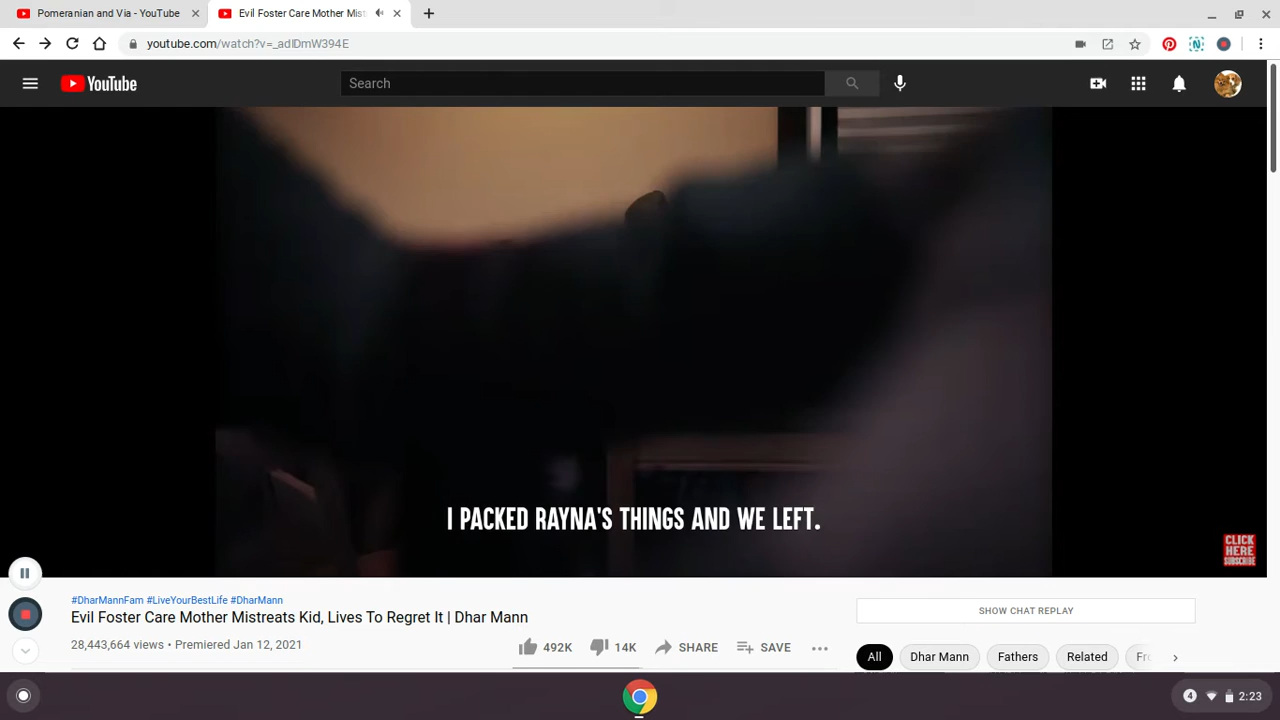 Pomeranian and Via - YouTube
Evil Foster Care Mother Mist
youtube.com/watch?v=_adIDmW394E
YouTube
Search
I PACKED RAYNA'S THINGS AND WE LEFT.
CLICK
HERE
SUBSCRIBE
#DharMannFam #LiveYourBestLife #DharMann
Evil Foster Care Mother Mistreats Kid, Lives To Regret It | Dhar Mann
28,443,664 views • Premiered Jan 12, 2021
492K
14K
SHARE
SAVE
SHOW CHAT REPLAY
All
Dhar Mann
Fathers
Related
4
2:23